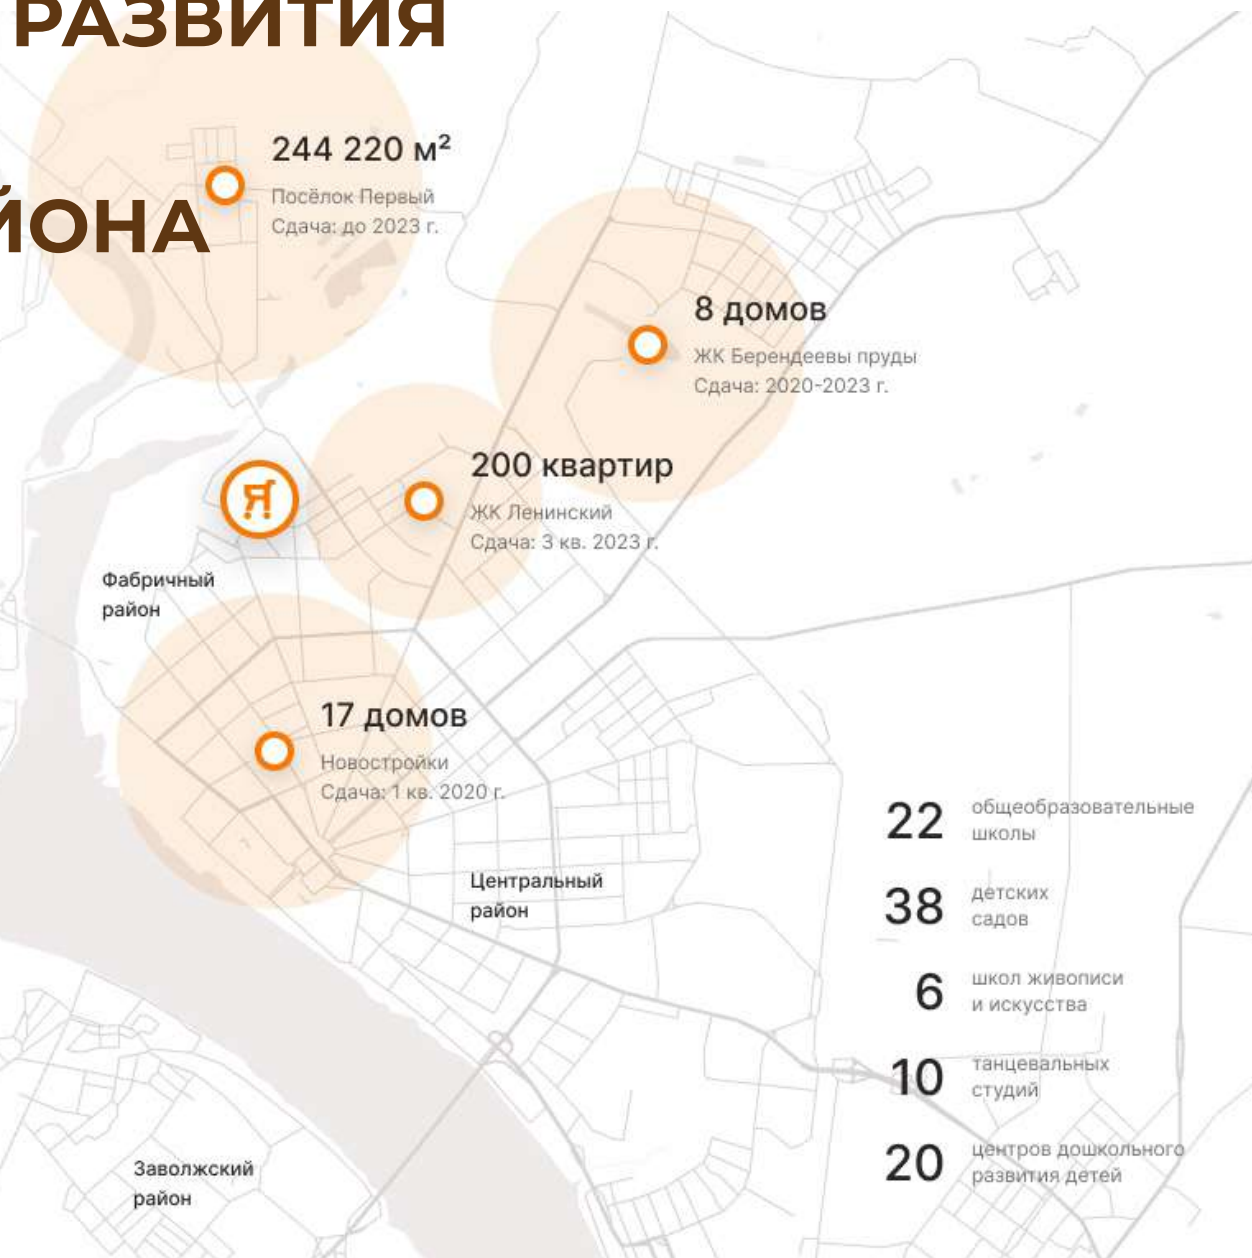 РАЗВИТИЯ
244 220 м²
Посёлок Первый
Сдача: до 2023 г.
ЙОНА
8 домов
ЖК Берендеевы пруды
Сдача: 2020-2023 г.
200 квартир
ЖК Ленинский
Сдача: 3 кв. 2023 г.
Фабричный
район
17 домов
Новостройки
Сдача: 1 кв. 2020 г.
Центральный
район
22 общеобразовательные
школы
38 детских
садов
6 школ живописи
и искусства
10 танцевальных
студий
20 центров дошкольного
развития детей
Заволжский
район